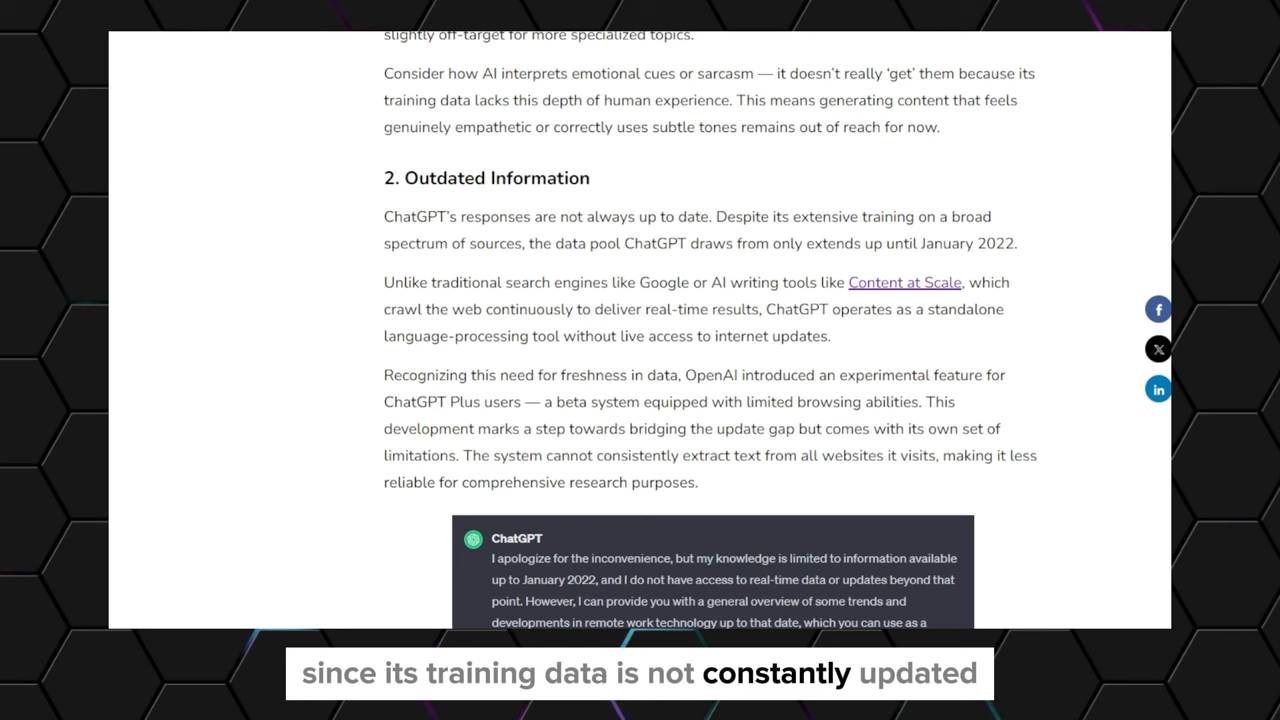 slightly off-target for more specialized topics.
Consider how AI interprets emotional cues or sarcasm — it doesn't really ‘get’ them because its
training data lacks this depth of human experience. This means generating content that feels
genuinely empathetic or correctly uses subtle tones remains out of reach for now.
2. Outdated Information
ChatGPT's responses are not always up to date. Despite its extensive training on a broad
spectrum of sources, the data pool ChatGPT draws from only extends up until January 2022.
Unlike traditional search engines like Google or AI writing tools like Content at Scale, which
crawl the web continuously to deliver real-time results, ChatGPT operates as a standalone
language-processing tool without live access to internet updates.
Recognizing this need for freshness in data, OpenAI introduced an experimental feature for
ChatGPT Plus users — a beta system equipped with limited browsing abilities. This
development marks a step towards bridging the update gap but comes with its own set of
limitations. The system cannot consistently extract text from all websites it visits, making it less
reliable for comprehensive research purposes.
ChatGPT
I apologize for the inconvenience, but my knowledge is limited to information available
up to January 2022, and I do not have access to real-time data or updates beyond that
point. However, I can provide you with a general overview of some trends and
developments in remote work technology up to that date, which you can use as a
since its training data is not constantly updated